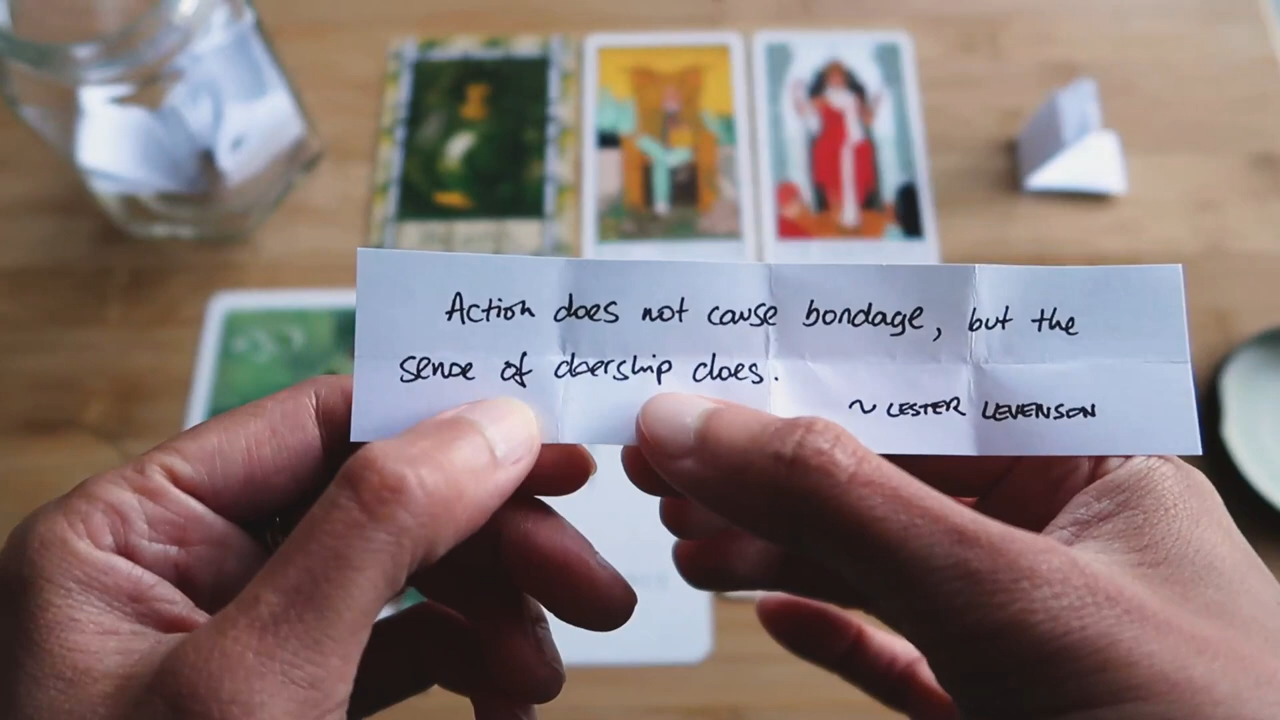 Action does not cause bondage, but the
sense of doership does.
~ LESTER LEVENSON